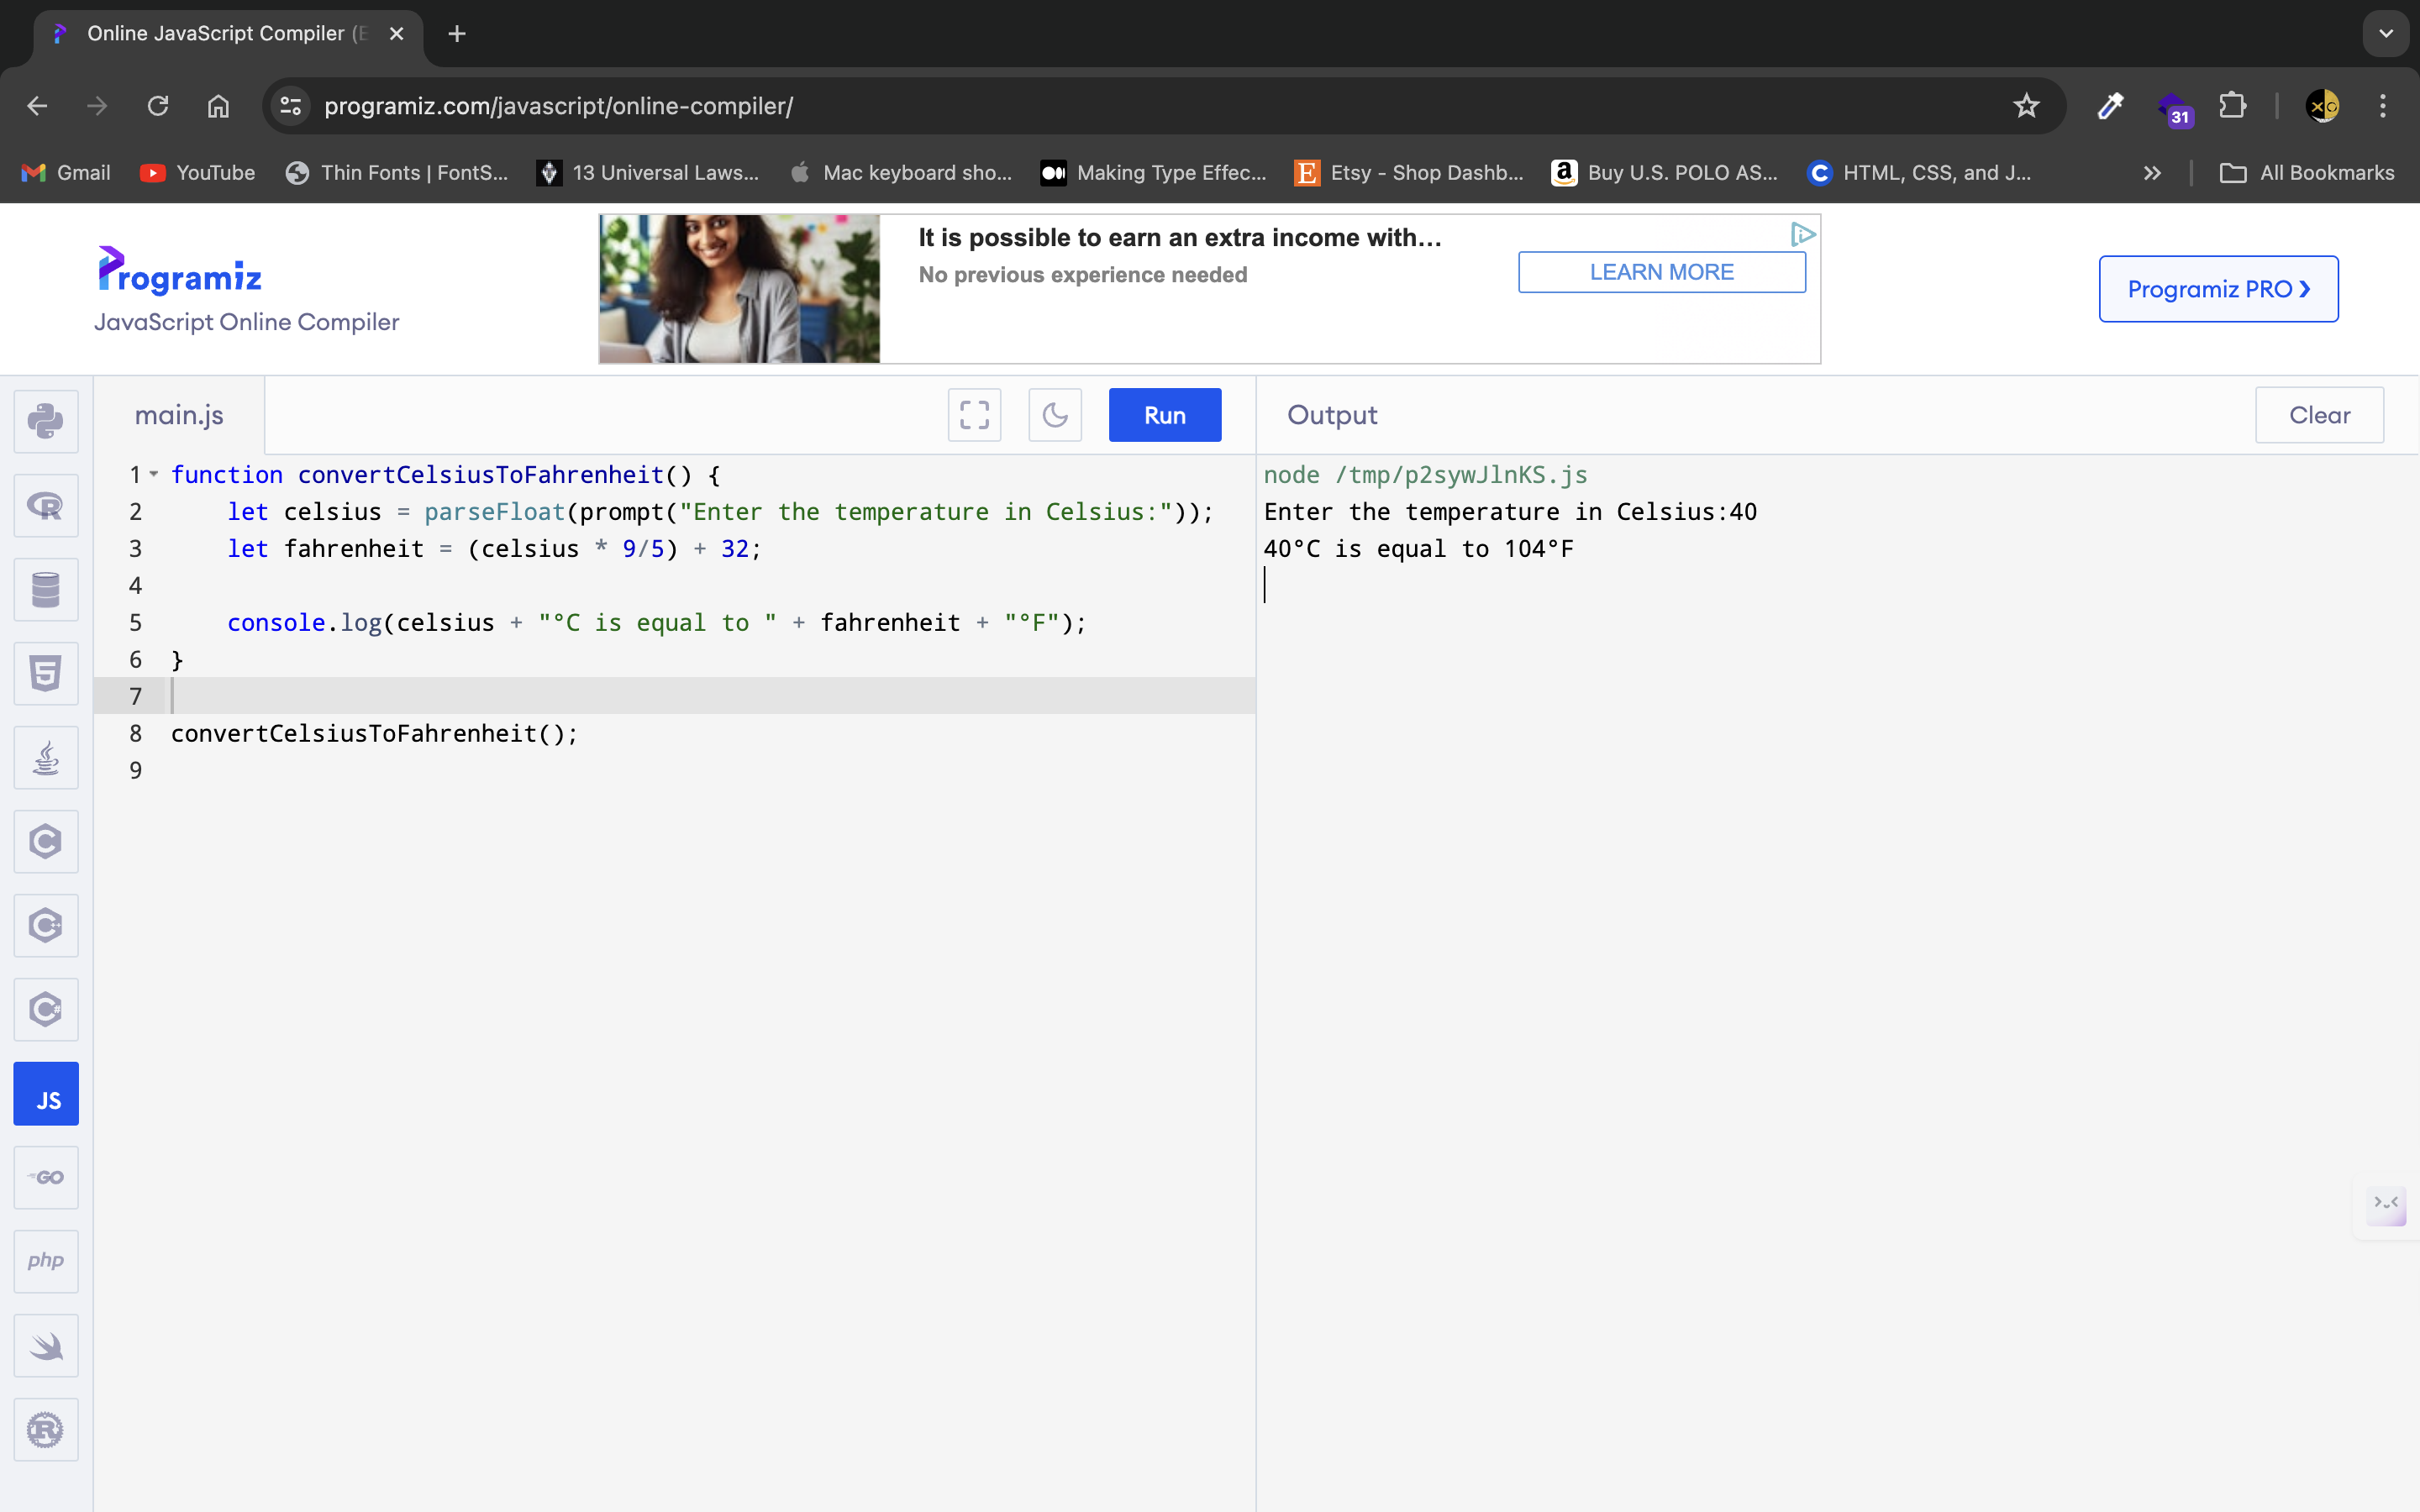 Online JavaScript Compiler (E
programiz.com/javascript/online-compiler/
31
Gmail YouTube Thin Fonts | FontS... 13 Universal Laws... Mac keyboard sho... Making Type Effec... Etsy - Shop Dashb... Buy U.S. POLO AS... HTML, CSS, and J... All Bookmarks
Programiz
JavaScript Online Compiler
It is possible to earn an extra income with...
No previous experience needed
LEARN MORE
Programiz PRO
main.js
Run
Output
Clear
1 function convertCelsiusToFahrenheit() {
2 let celsius = parseFloat(prompt("Enter the temperature in Celsius:"));
3 let fahrenheit = (celsius * 9/5) + 32;
4
5 console.log(celsius + "°C is equal to " + fahrenheit + "°F");
6 }
7
8 convertCelsiusToFahrenheit();
9
node /tmp/p2sywJlnKS.js
Enter the temperature in Celsius:40
40°C is equal to 104°F
R
5
C
C++
C#
JS
GO
php
R